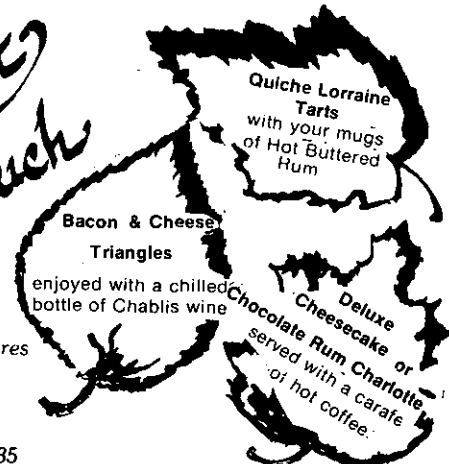 Quiche Lorraine
Tarts
with your mugs
of Hot Buttered
Rum
Bacon & Cheese
Triangles
enjoyed with a chilled
bottle of Chablis wine
Deluxe
Cheesecake or
Chocolate Rum Charlotte
served with a carafe
of hot coffee.